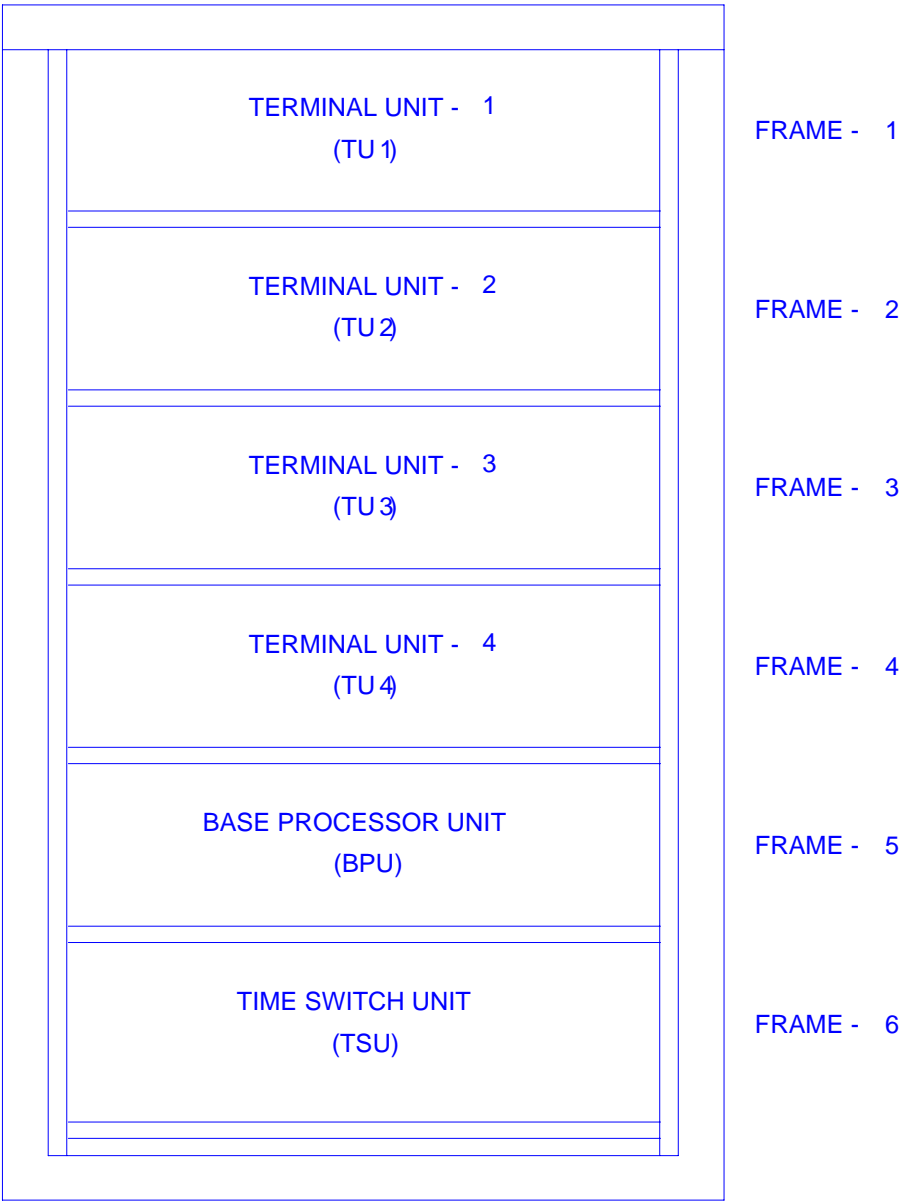 TERMINAL UNIT - 1
(TU 1)
FRAME - 1
TERMINAL UNIT - 2
(TU 2)
FRAME - 2
TERMINAL UNIT - 3
(TU 3)
FRAME - 3
TERMINAL UNIT - 4
(TU 4)
FRAME - 4
BASE PROCESSOR UNIT
(BPU)
FRAME - 5
TIME SWITCH UNIT
(TSU)
FRAME - 6